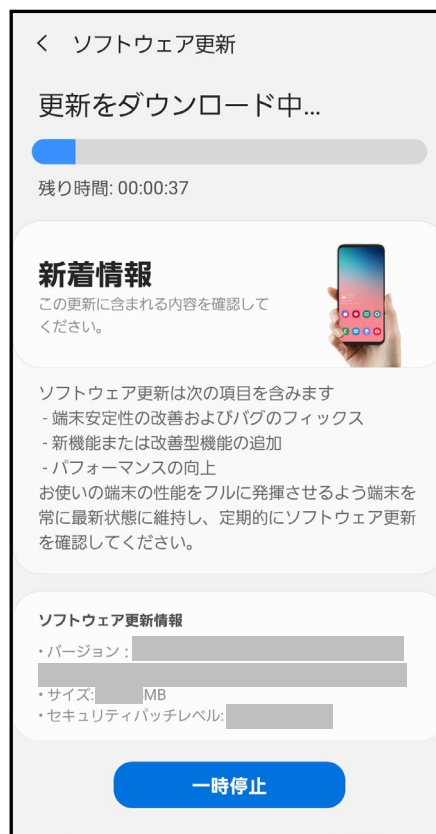 ソフトウェア更新
更新をダウンロード中...
残り時間: 00:00:37
新着情報
この更新に含まれる内容を確認して
ください。
ソフトウェア更新は次の項目を含みます
- 端末安定性の改善およびバグのフィックス
- 新機能または改善型機能の追加
- パフォーマンスの向上
お使いの端末の性能をフルに発揮させるよう端末を
常に最新状態に維持し、定期的にソフトウェア更新
を確認してください。
ソフトウェア更新情報
・バージョン :
・サイズ: MB
・セキュリティパッチレベル:
一時停止